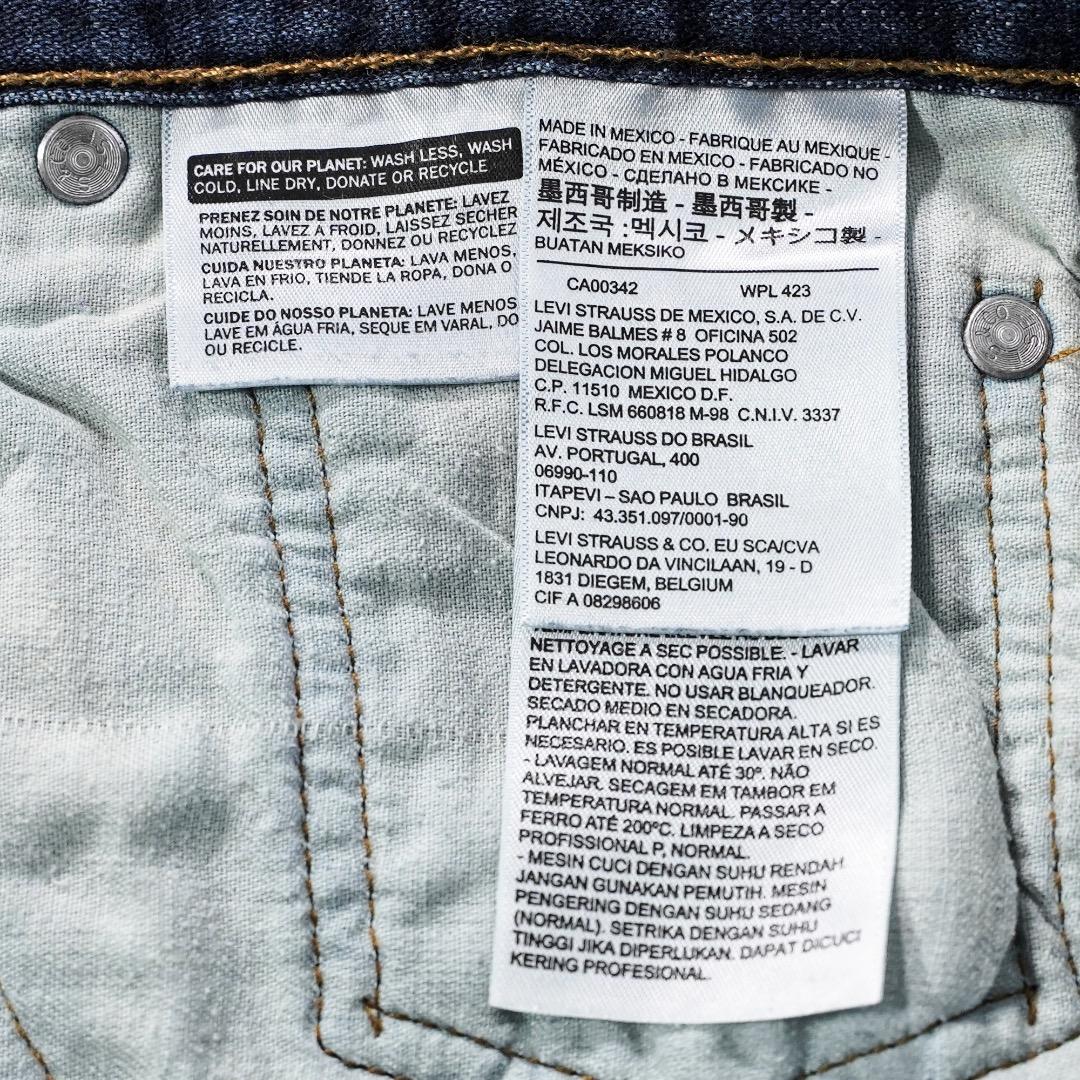 CARE FOR OUR PLANET: WASH LESS, WASH
COLD, LINE DRY, DONATE OR RECYCLE
PRENEZ SOIN DE NOTRE PLANETE: LAVEZ
MOINS, LAVEZ A FROID, LAISSEZ SECHER
NATURELLEMENT, DONNEZ OU RECYCLEZ
CUIDA NUESTRO PLANETA: LAVA MENOS,
LAVA EN FRIO, TIENDE LA ROPA, DONA O
RECICLA.
CUIDE DO NOSSO PLANETA: LAVE MENOS
LAVE EM ÁGUA FRIA, SEQUE EM VARAL, DO
OU RECICLE.
MADE IN MEXICO - FABRIQUE AU MEXIQUE -
FABRICADO EN MEXICO - FABRICADO NO
MÉXICO - СДЕЛАНО В МЕКСИКЕ -
墨西哥制造 - 墨西哥製 -
제조국 :멕시코 - メキシコ製 -
BUATAN MEKSIKO
CA00342 WPL 423
LEVI STRAUSS DE MEXICO, S.A. DE C.V.
JAIME BALMES # 8 OFICINA 502
COL. LOS MORALES POLANCO
DELEGACION MIGUEL HIDALGO
C.P. 11510 MEXICO D.F.
R.F.C. LSM 660818 M-98 C.N.I.V. 3337
LEVI STRAUSS DO BRASIL
AV. PORTUGAL, 400
06990-110
ITAPEVI – SAO PAULO BRASIL
CNPJ: 43.351.097/0001-90
LEVI STRAUSS & CO. EU SCA/CVA
LEONARDO DA VINCILAAN, 19 - D
1831 DIEGEM, BELGIUM
CIF A 08298606
NETTOYAGE A SEC POSSIBLE. - LAVAR
EN LAVADORA CON AGUA FRIA Y
DETERGENTE. NO USAR BLANQUEADOR.
SECADO MEDIO EN SECADORA.
PLANCHAR EN TEMPERATURA ALTA SI ES
NECESARIO. ES POSIBLE LAVAR EN SECO.
- LAVAGEM NORMAL ATÉ 30º. NÃO
ALVEJAR. SECAGEM EM TAMBOR EM
TEMPERATURA NORMAL. PASSAR A
FERRO ATÉ 200ºC. LIMPEZA A SECO
PROFISSIONAL P, NORMAL.
- MESIN CUCI DENGAN SUHU RENDAH
JANGAN GUNAKAN PEMUTIH. MESIN
PENGERING DENGAN SUHU SEDANG
(NORMAL). SETRIKA DENGAN SUHU
TINGGI JIKA DIPERLUKAN. DAPAT DICUCI
KERING PROFESIONAL.